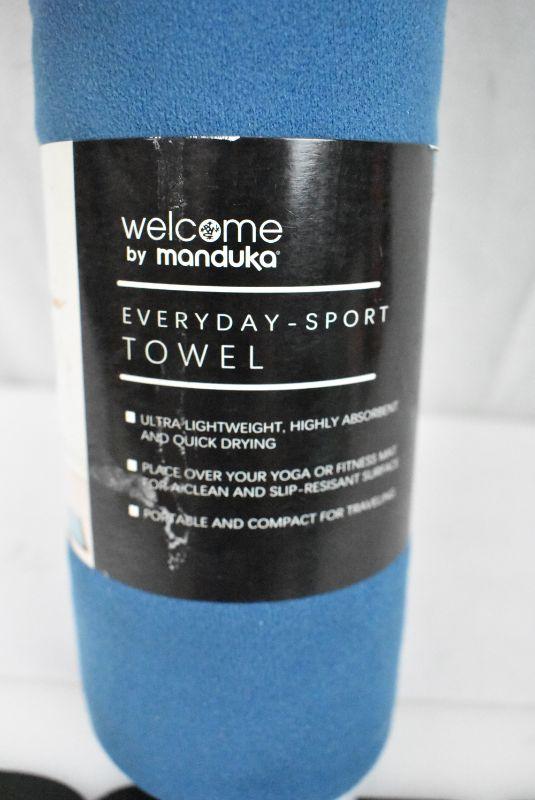 welcome
by manduka
EVERYDAY-SPORT
TOWEL
ULTRA-LIGHTWEIGHT, HIGHLY ABSORBENT
AND QUICK DRYING
PLACE OVER YOUR YOGA OR FITNESS MAT
FOR A CLEAN AND SLIP-RESISANT SURFACE
PORTABLE AND COMPACT FOR TRAVELING